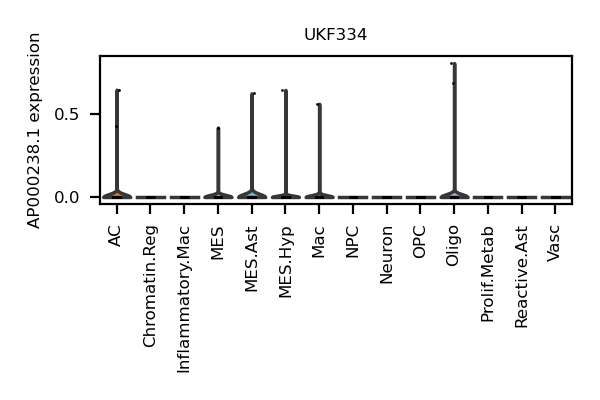 UKF334
AP000238.1 expression
0.5
0.0
AC
Chromatin.Reg
Inflammatory.Mac
MES
MES.Ast
MES.Hyp
Mac
NPC
Neuron
OPC
Oligo
Prolif.Metab
Reactive.Ast
Vasc